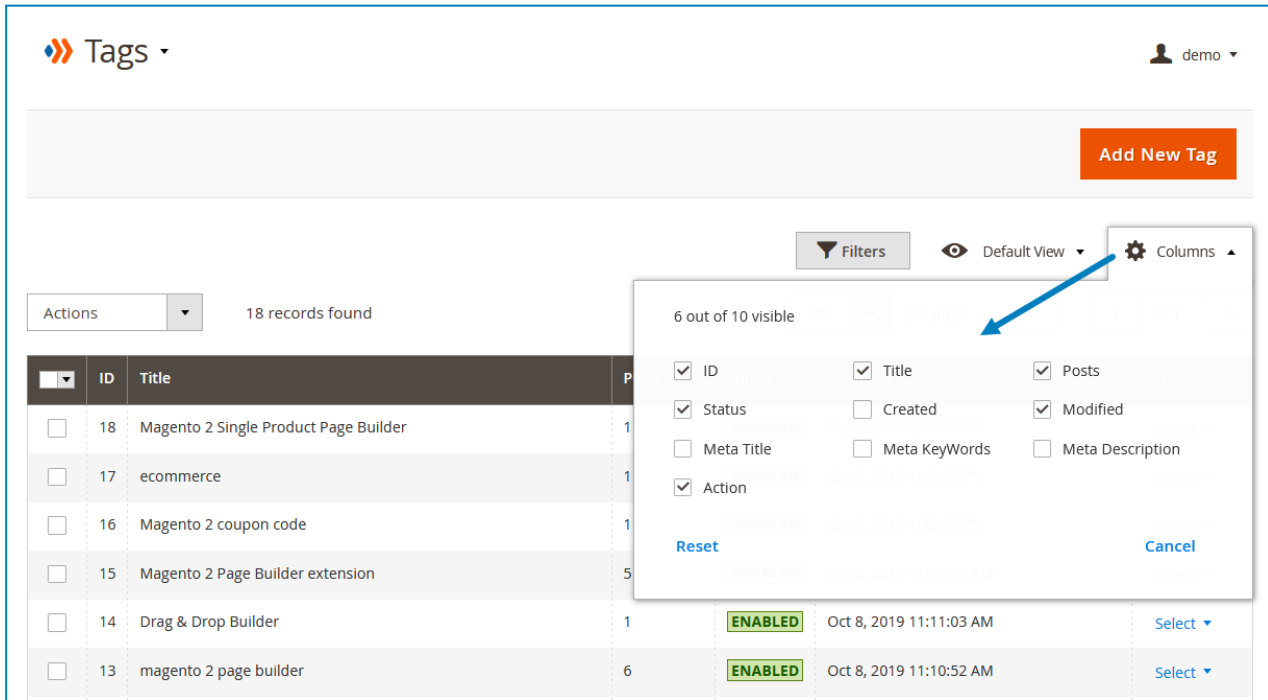 Tags
demo
Add New Tag
Filters Default View Columns
Actions 18 records found 6 out of 10 visible
ID Title
ID Title Posts
Status Created Modified
18 Magento 2 Single Product Page Builder 1
Meta Title Meta KeyWords Meta Description
17 ecommerce 1
Action
16 Magento 2 coupon code 1
Reset Cancel
15 Magento 2 Page Builder extension 5
14 Drag & Drop Builder 1 ENABLED Oct 8, 2019 11:11:03 AM Select
13 magento 2 page builder 6 ENABLED Oct 8, 2019 11:10:52 AM Select